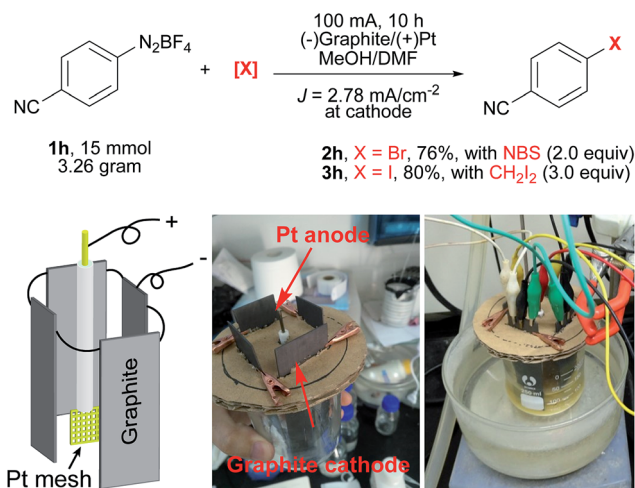 100 mA, 10 h
(-)Graphite/(+)Pt
MeOH/DMF
J = 2.78 mA/cm-2
at cathode
N2BF4
+
[X]
X
NC
NC
1h, 15 mmol
3.26 gram
2h, X = Br, 76%, with NBS (2.0 equiv)
3h, X = I, 80%, with CH2I2 (3.0 equiv)
+
-
Graphite
Pt mesh
Pt anode
Graphite cathode